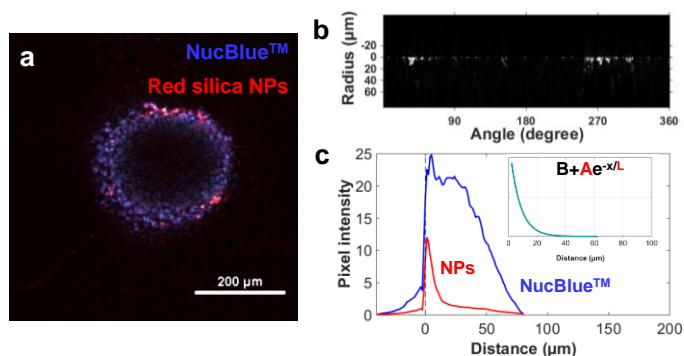 a
NucBlue™
Red silica NPs
200 µm
b
Radius (µm)
-20
0
20
40
60
90
180
270
360
Angle (degree)
c
Pixel intensity
25
20
15
10
5
0
B+Ae-x/L
0
20
40
60
80
100
Distance (µm)
NPs
NucBlue™
0
50
100
150
200
Distance (µm)